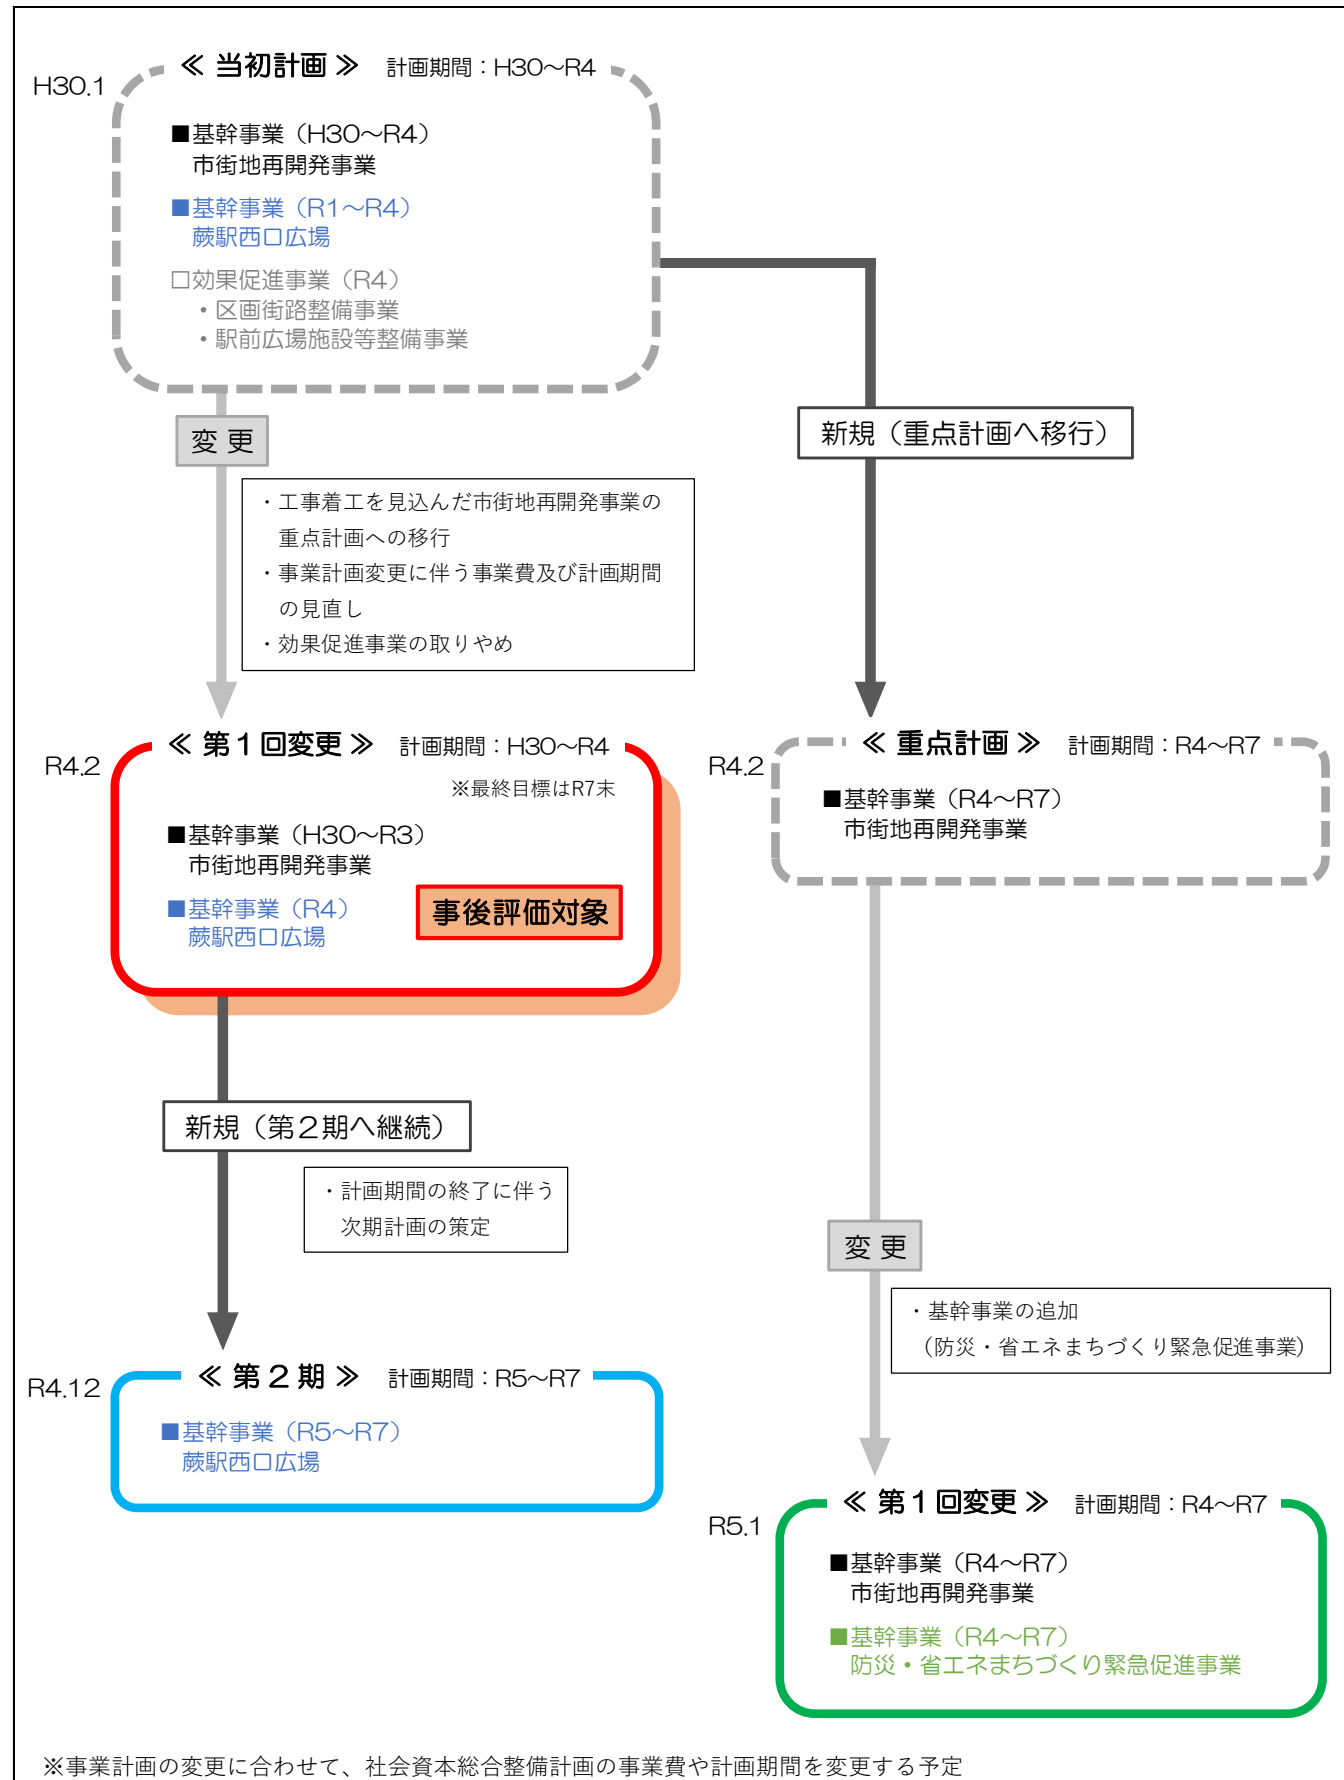 ≪ 当初計画 ≫ 計画期間：H30～R4
H30.1
■基幹事業（H30～R4）
市街地再開発事業
■基幹事業（R1～R4）
蕨駅西口広場
□効果促進事業（R4）
・区画街路整備事業
・駅前広場施設等整備事業
変 更
新規（重点計画へ移行）
・工事着工を見込んだ市街地再開発事業の
重点計画への移行
・事業計画変更に伴う事業費及び計画期間
の見直し
・効果促進事業の取りやめ
≪ 第１回変更 ≫ 計画期間：H30～R4
R4.2
※最終目標はR7末
■基幹事業（H30～R3）
市街地再開発事業
■基幹事業（R4）
蕨駅西口広場
事後評価対象
≪ 重点計画 ≫ 計画期間：R4～R7
R4.2
■基幹事業（R4～R7）
市街地再開発事業
新規（第２期へ継続）
・計画期間の終了に伴う
次期計画の策定
変 更
・基幹事業の追加
（防災・省エネまちづくり緊急促進事業）
≪ 第２期 ≫ 計画期間：R5～R7
R4.12
■基幹事業（R5～R7）
蕨駅西口広場
≪ 第１回変更 ≫ 計画期間：R4～R7
R5.1
■基幹事業（R4～R7）
市街地再開発事業
■基幹事業（R4～R7）
防災・省エネまちづくり緊急促進事業
※事業計画の変更に合わせて、社会資本総合整備計画の事業費や計画期間を変更する予定